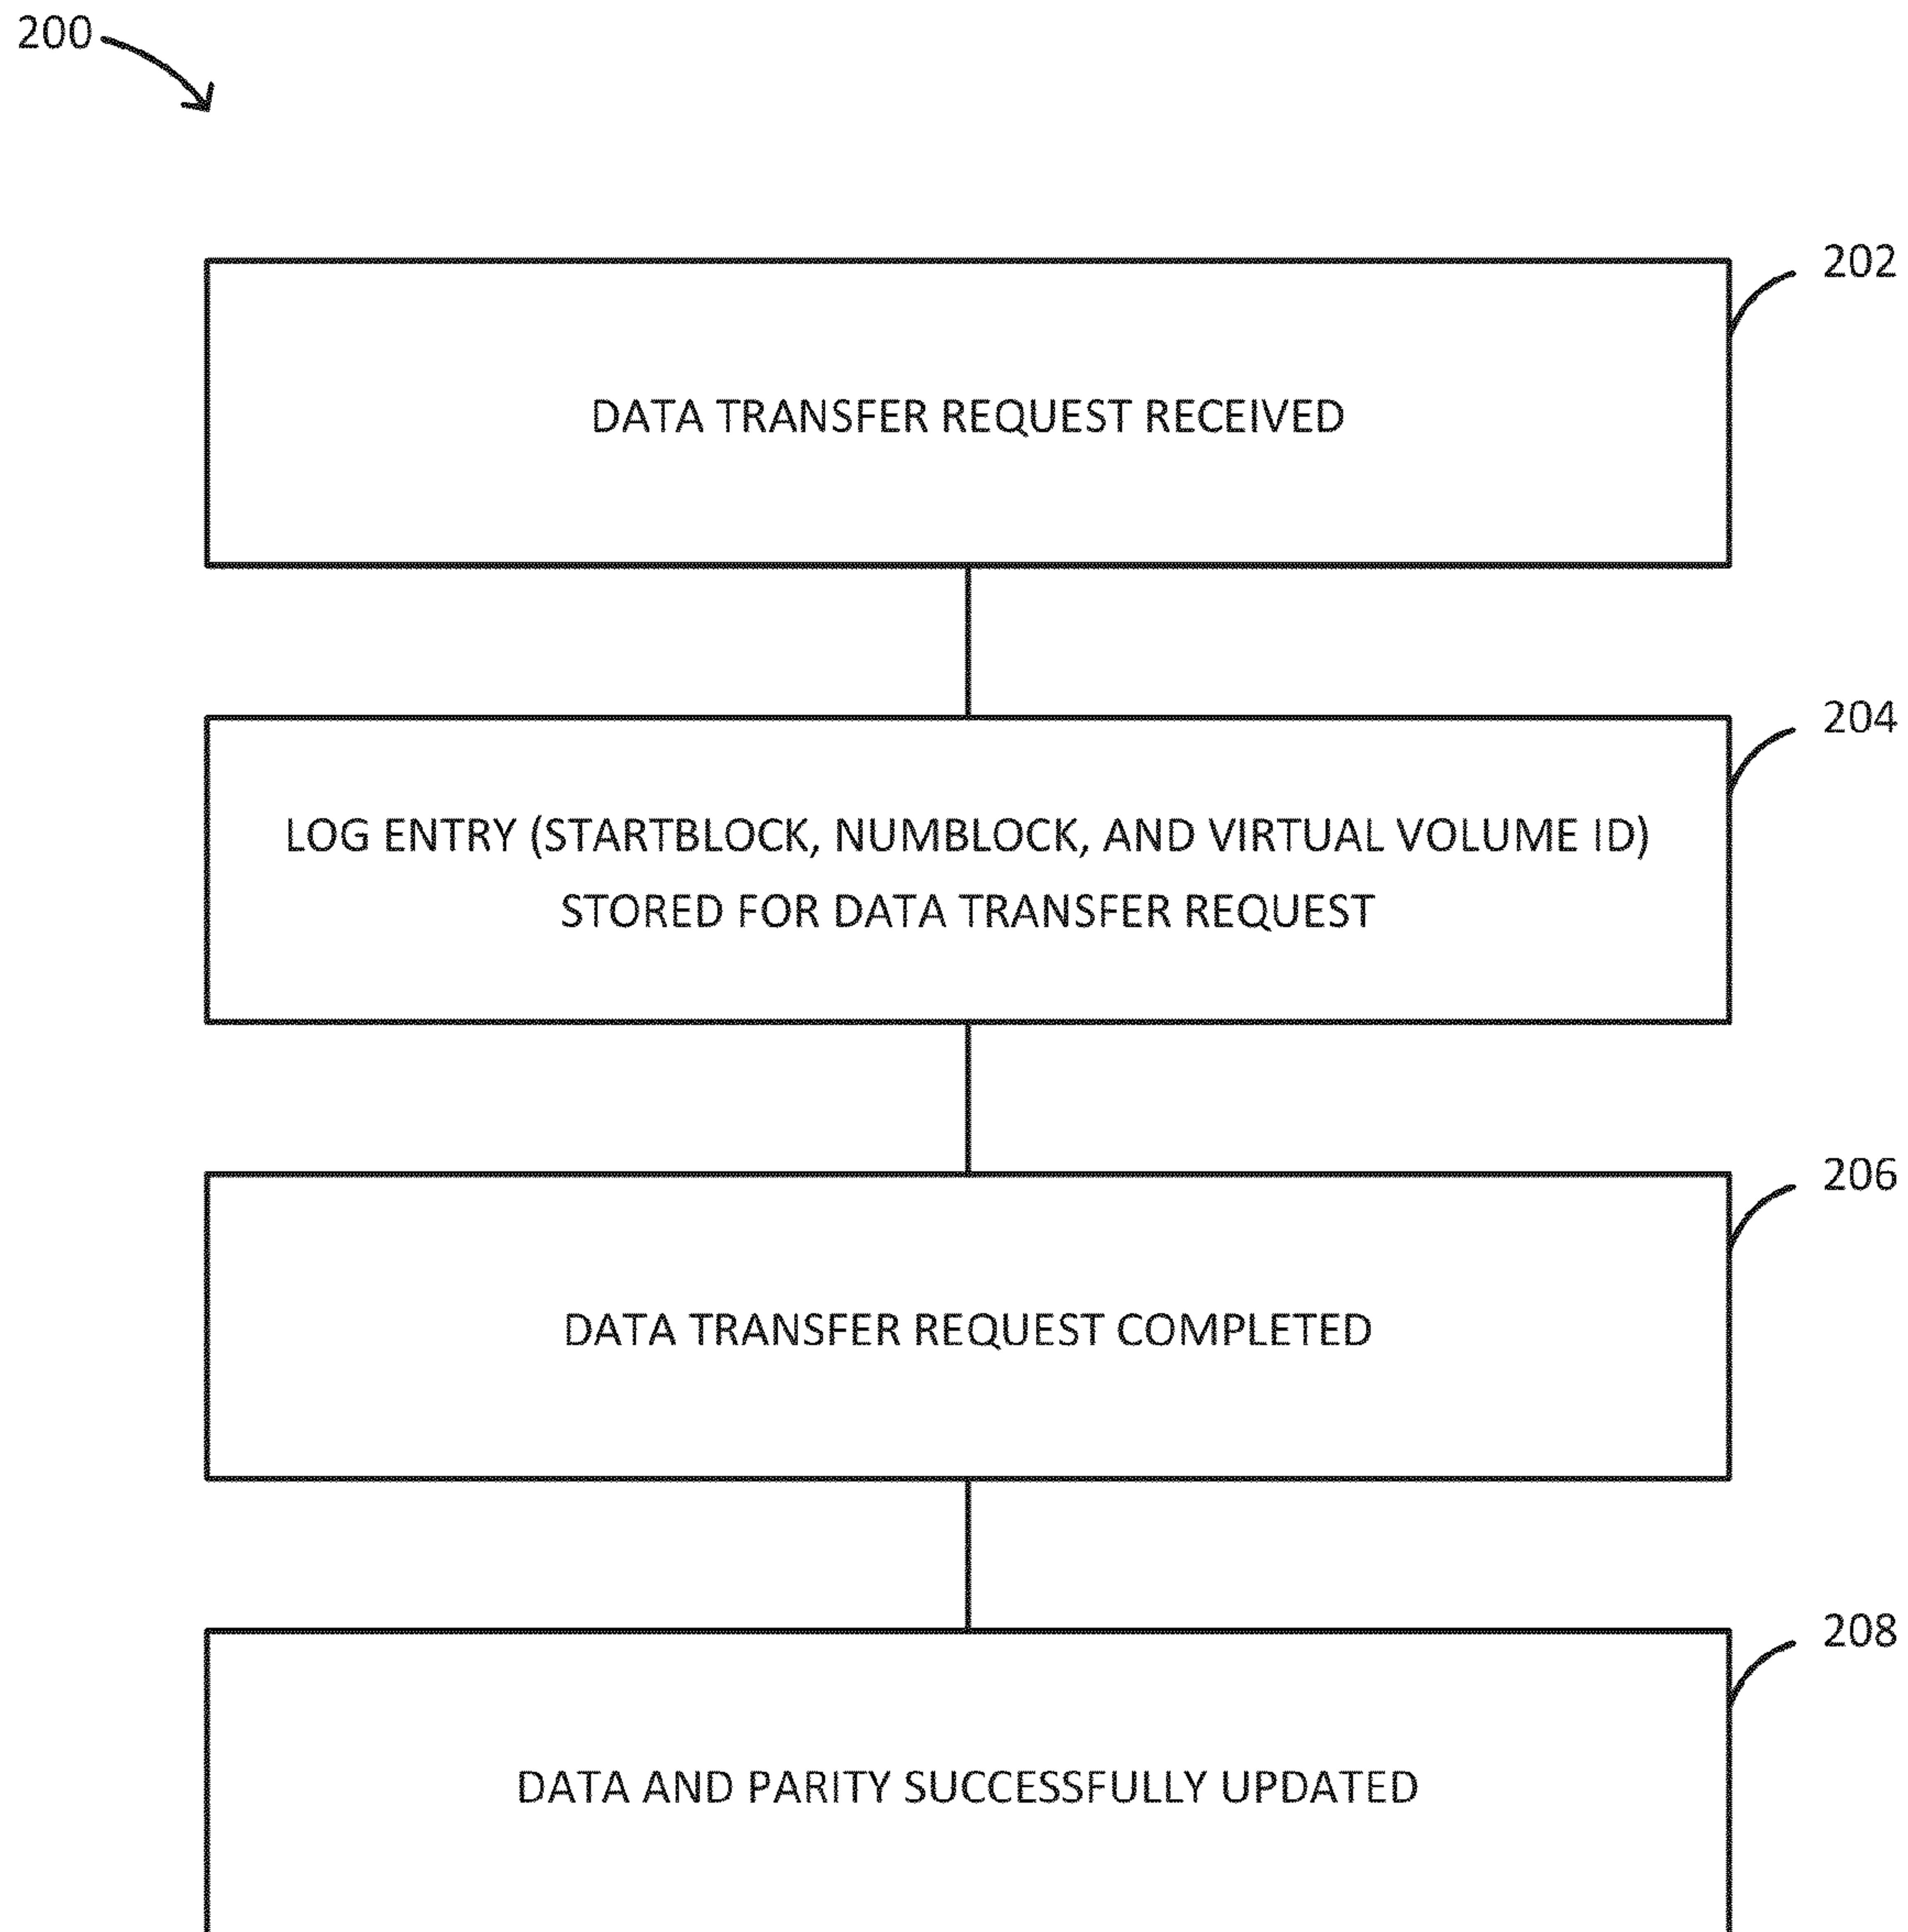 200
202
DATA TRANSFER REQUEST RECEIVED
204
LOG ENTRY (STARTBLOCK, NUMBLOCK, AND VIRTUAL VOLUME ID)
STORED FOR DATA TRANSFER REQUEST
206
DATA TRANSFER REQUEST COMPLETED
208
DATA AND PARITY SUCCESSFULLY UPDATED